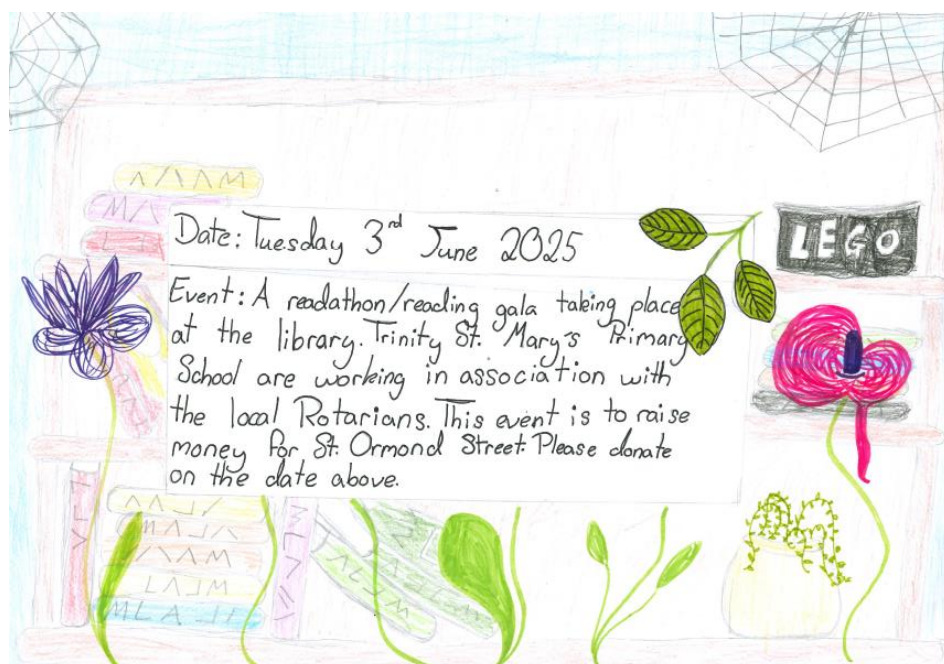 Date: Tuesday 3rd June 2025
LEGO
Event: A readathon/reading gala taking place
at the library. Trinity St. Mary's Primary
School are working in association with
the local Rotarians. This event is to raise
money for St. Ormond Street. Please donate
on the date above.